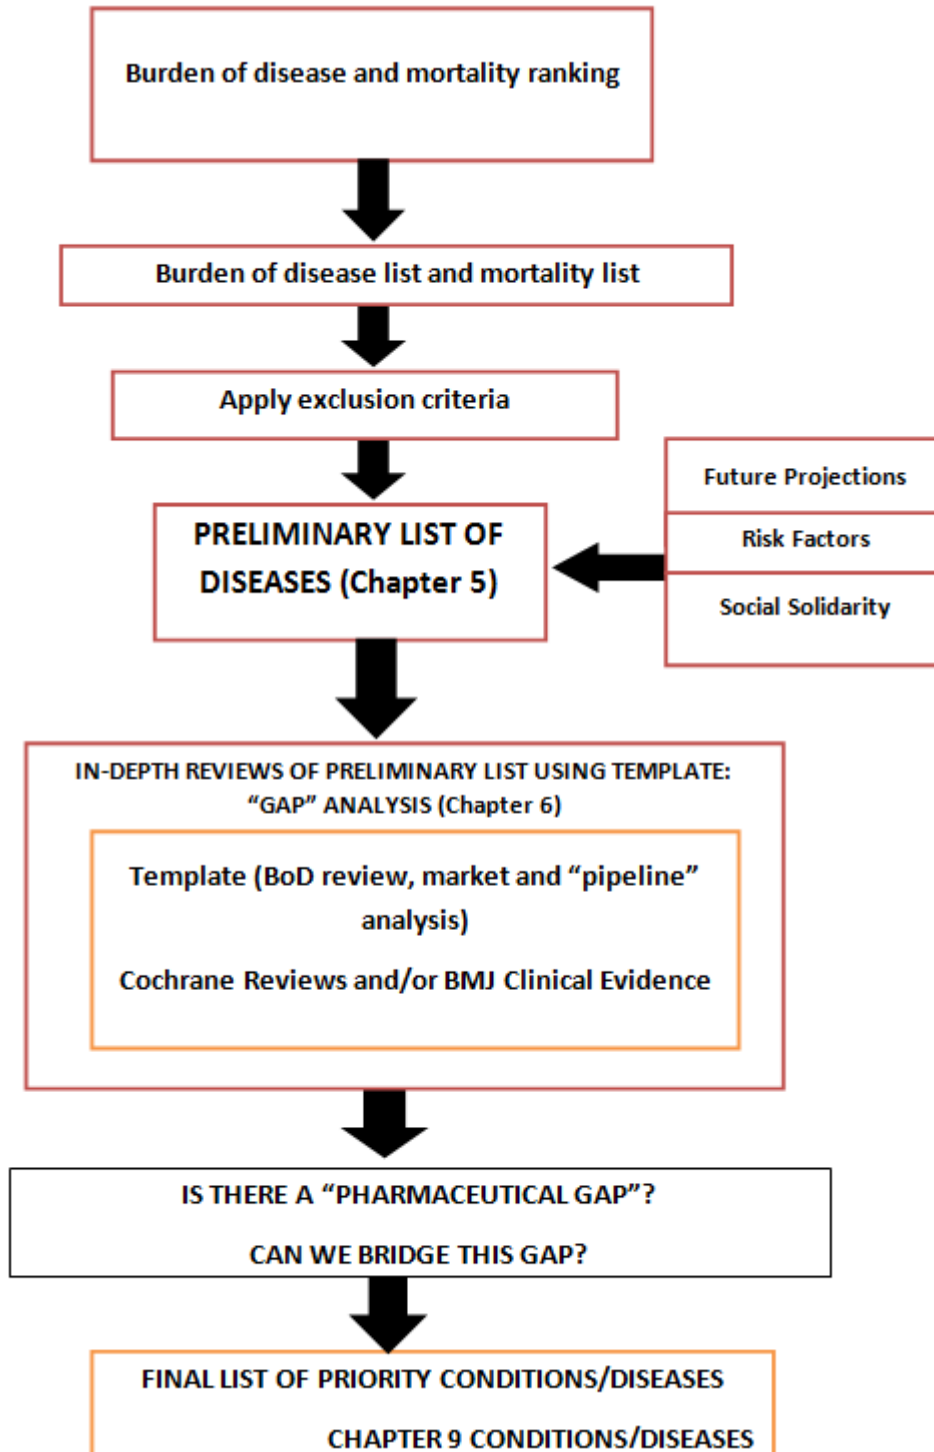 Burden of disease and mortality ranking
Burden of disease list and mortality list
Apply exclusion criteria
PRELIMINARY LIST OF
DISEASES (Chapter 5)
Future Projections
Risk Factors
Social Solidarity
IN-DEPTH REVIEWS OF PRELIMINARY LIST USING TEMPLATE:
“GAP” ANALYSIS (Chapter 6)
Template (BoD review, market and “pipeline”
analysis)
Cochrane Reviews and/or BMJ Clinical Evidence
IS THERE A “PHARMACEUTICAL GAP”?
CAN WE BRIDGE THIS GAP?
FINAL LIST OF PRIORITY CONDITIONS/DISEASES
CHAPTER 9 CONDITIONS/DISEASES